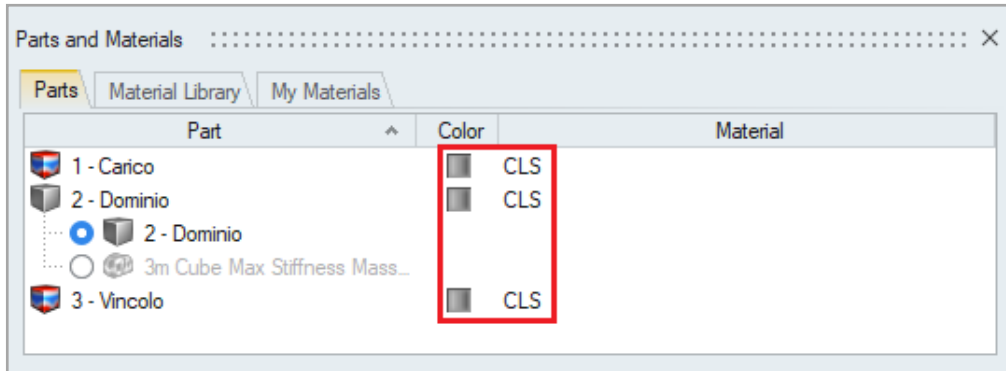 Parts and Materials
Parts Material Library My Materials
Part Color Material
1 - Carico CLS
2 - Dominio CLS
2 - Dominio
3m Cube Max Stiffness Mass...
3 - Vincolo CLS